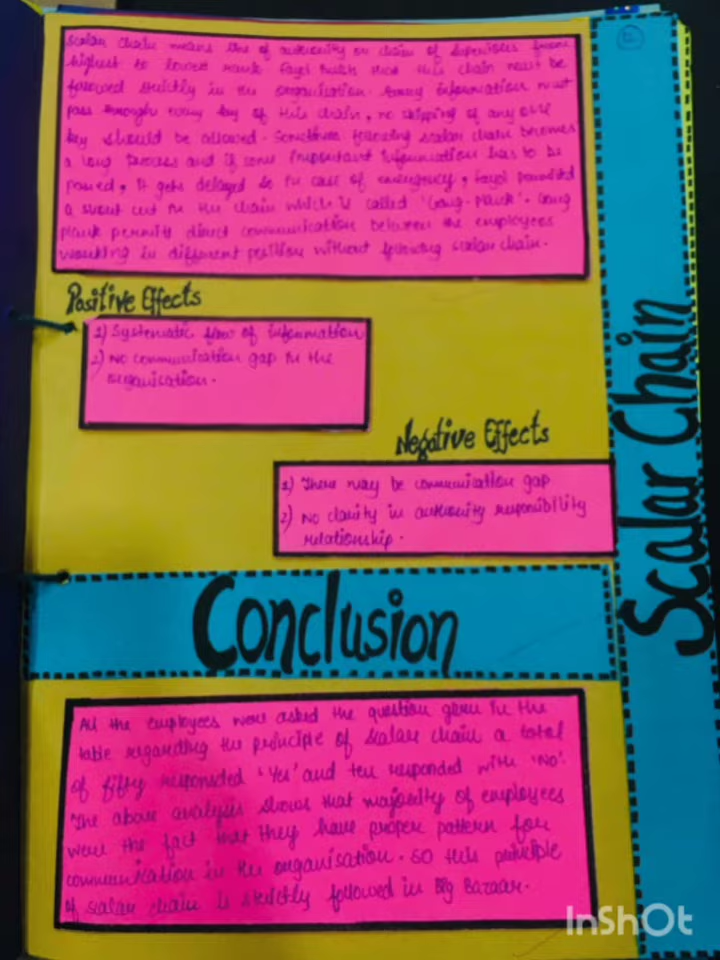 Scalar chain means line of authority or chain of superiors from
highest to lowest rank. Fayol that this chain must be
followed strictly in the organisation. Every information must
pass through every key of this chain, no skipping of any one
key should be allowed. Sometimes following scalar chain becomes
a long process and if some important information has to be
passed, it gets delayed so in case of emergency, Fayol permitted
a short cut in the chain which is called 'Gang-Plank'. Gang
plank permits direct communication between the employees
working in different position without following scalar chain.
Positive Effects
1) Systematic flow of information
2) No communication gap in the
organisation.
Negative Effects
1) There may be communication gap
2) No clarity in authority responsibility
relationship.
Scalar Chain
Conclusion
All the employees were asked the question given in the
table regarding the principle of scalar chain a total
of fifty responded 'Yes' and ten responded with 'No'.
The above analysis shows that majority of employees
were the fact that they have proper pattern for
communication in the organisation. So this principle
of scalar chain is strictly followed in Big Bazaar.
InShOt